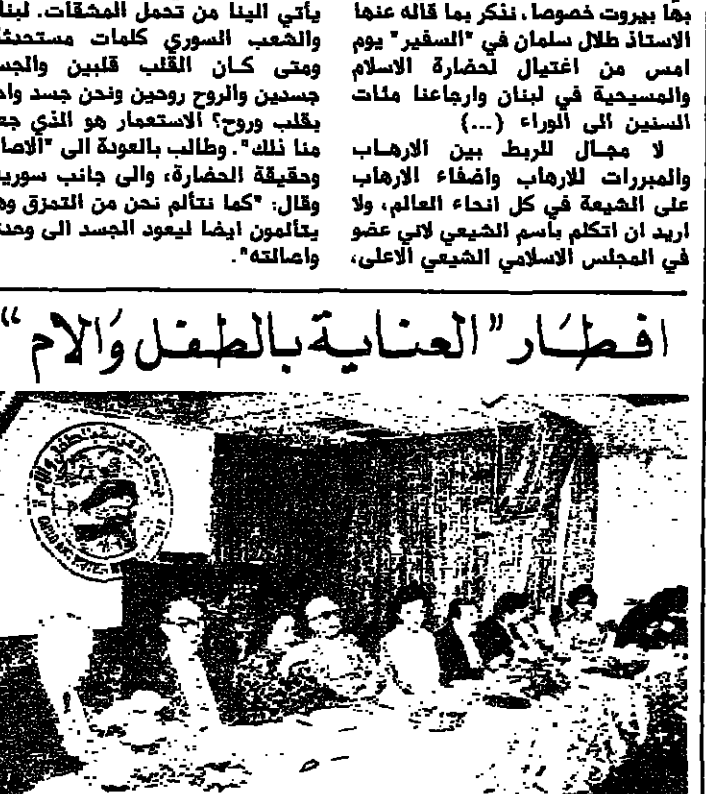 بها بيروت خصوصا، نذكر بما قاله عنها
الاستاذ طلال سلمان في "السفير" يوم
امس من اغتيال لحضارة الاسلام
والمسيحية في لبنان وارجاعنا مئات
السنين الى الوراء (...)
لا مجال للربط بين الارهاب
والمبررات للارهاب واضفاء الارهاب
على الشيعة في كل انحاء العالم، ولا
اريد ان اتكلم باسم الشيعي لاني عضو
في المجلس الاسلامي الشيعي الاعلى،
يأتي الينا من تحمل المشقات. لبنا
والشعب السوري كلمات مستحدثة
ومتى كان القلب قلبين والجس
جسدين والروح روحين ونحن جسد واح
بقلب وروح؟ الاستعمار هو الذي جع
منا ذلك". وطالب بالعودة الى "الاصا
وحقيقة الحضارة، والى جانب سورية
وقال: "كما نتألم نحن من التمزق وه
يتألمون ايضا ليعود الجسد الى وحدت
واصالته".
افطار "العناية بالطفل والام"